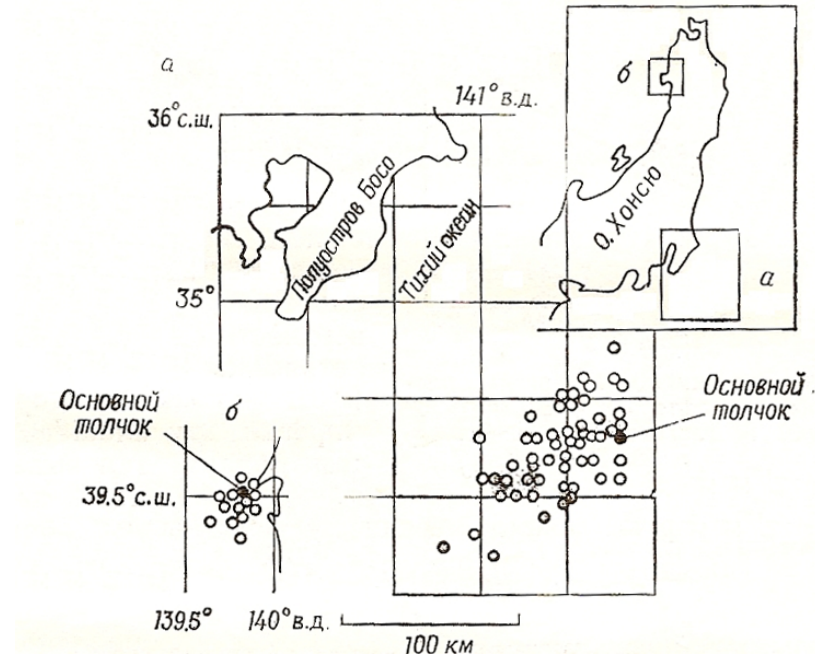 а
141° в.д.
36° с.ш.
Полуостров Босо
Тихий океан
35°
б
О. Хонсю
а
Основной
толчок
б
Основной
толчок
39.5° с.ш.
139.5°
140° в.д.
100 км